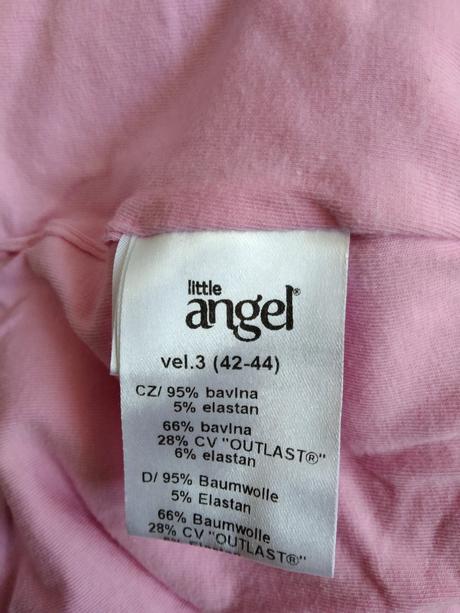 little
angel®
vel.3 (42-44)
CZ/ 95% bavlna
5% elastan
66% bavlna
28% CV "OUTLAST®"
6% elastan
D/ 95% Baumwolle
5% Elastan
66% Baumwolle
28% CV "OUTLAST®"